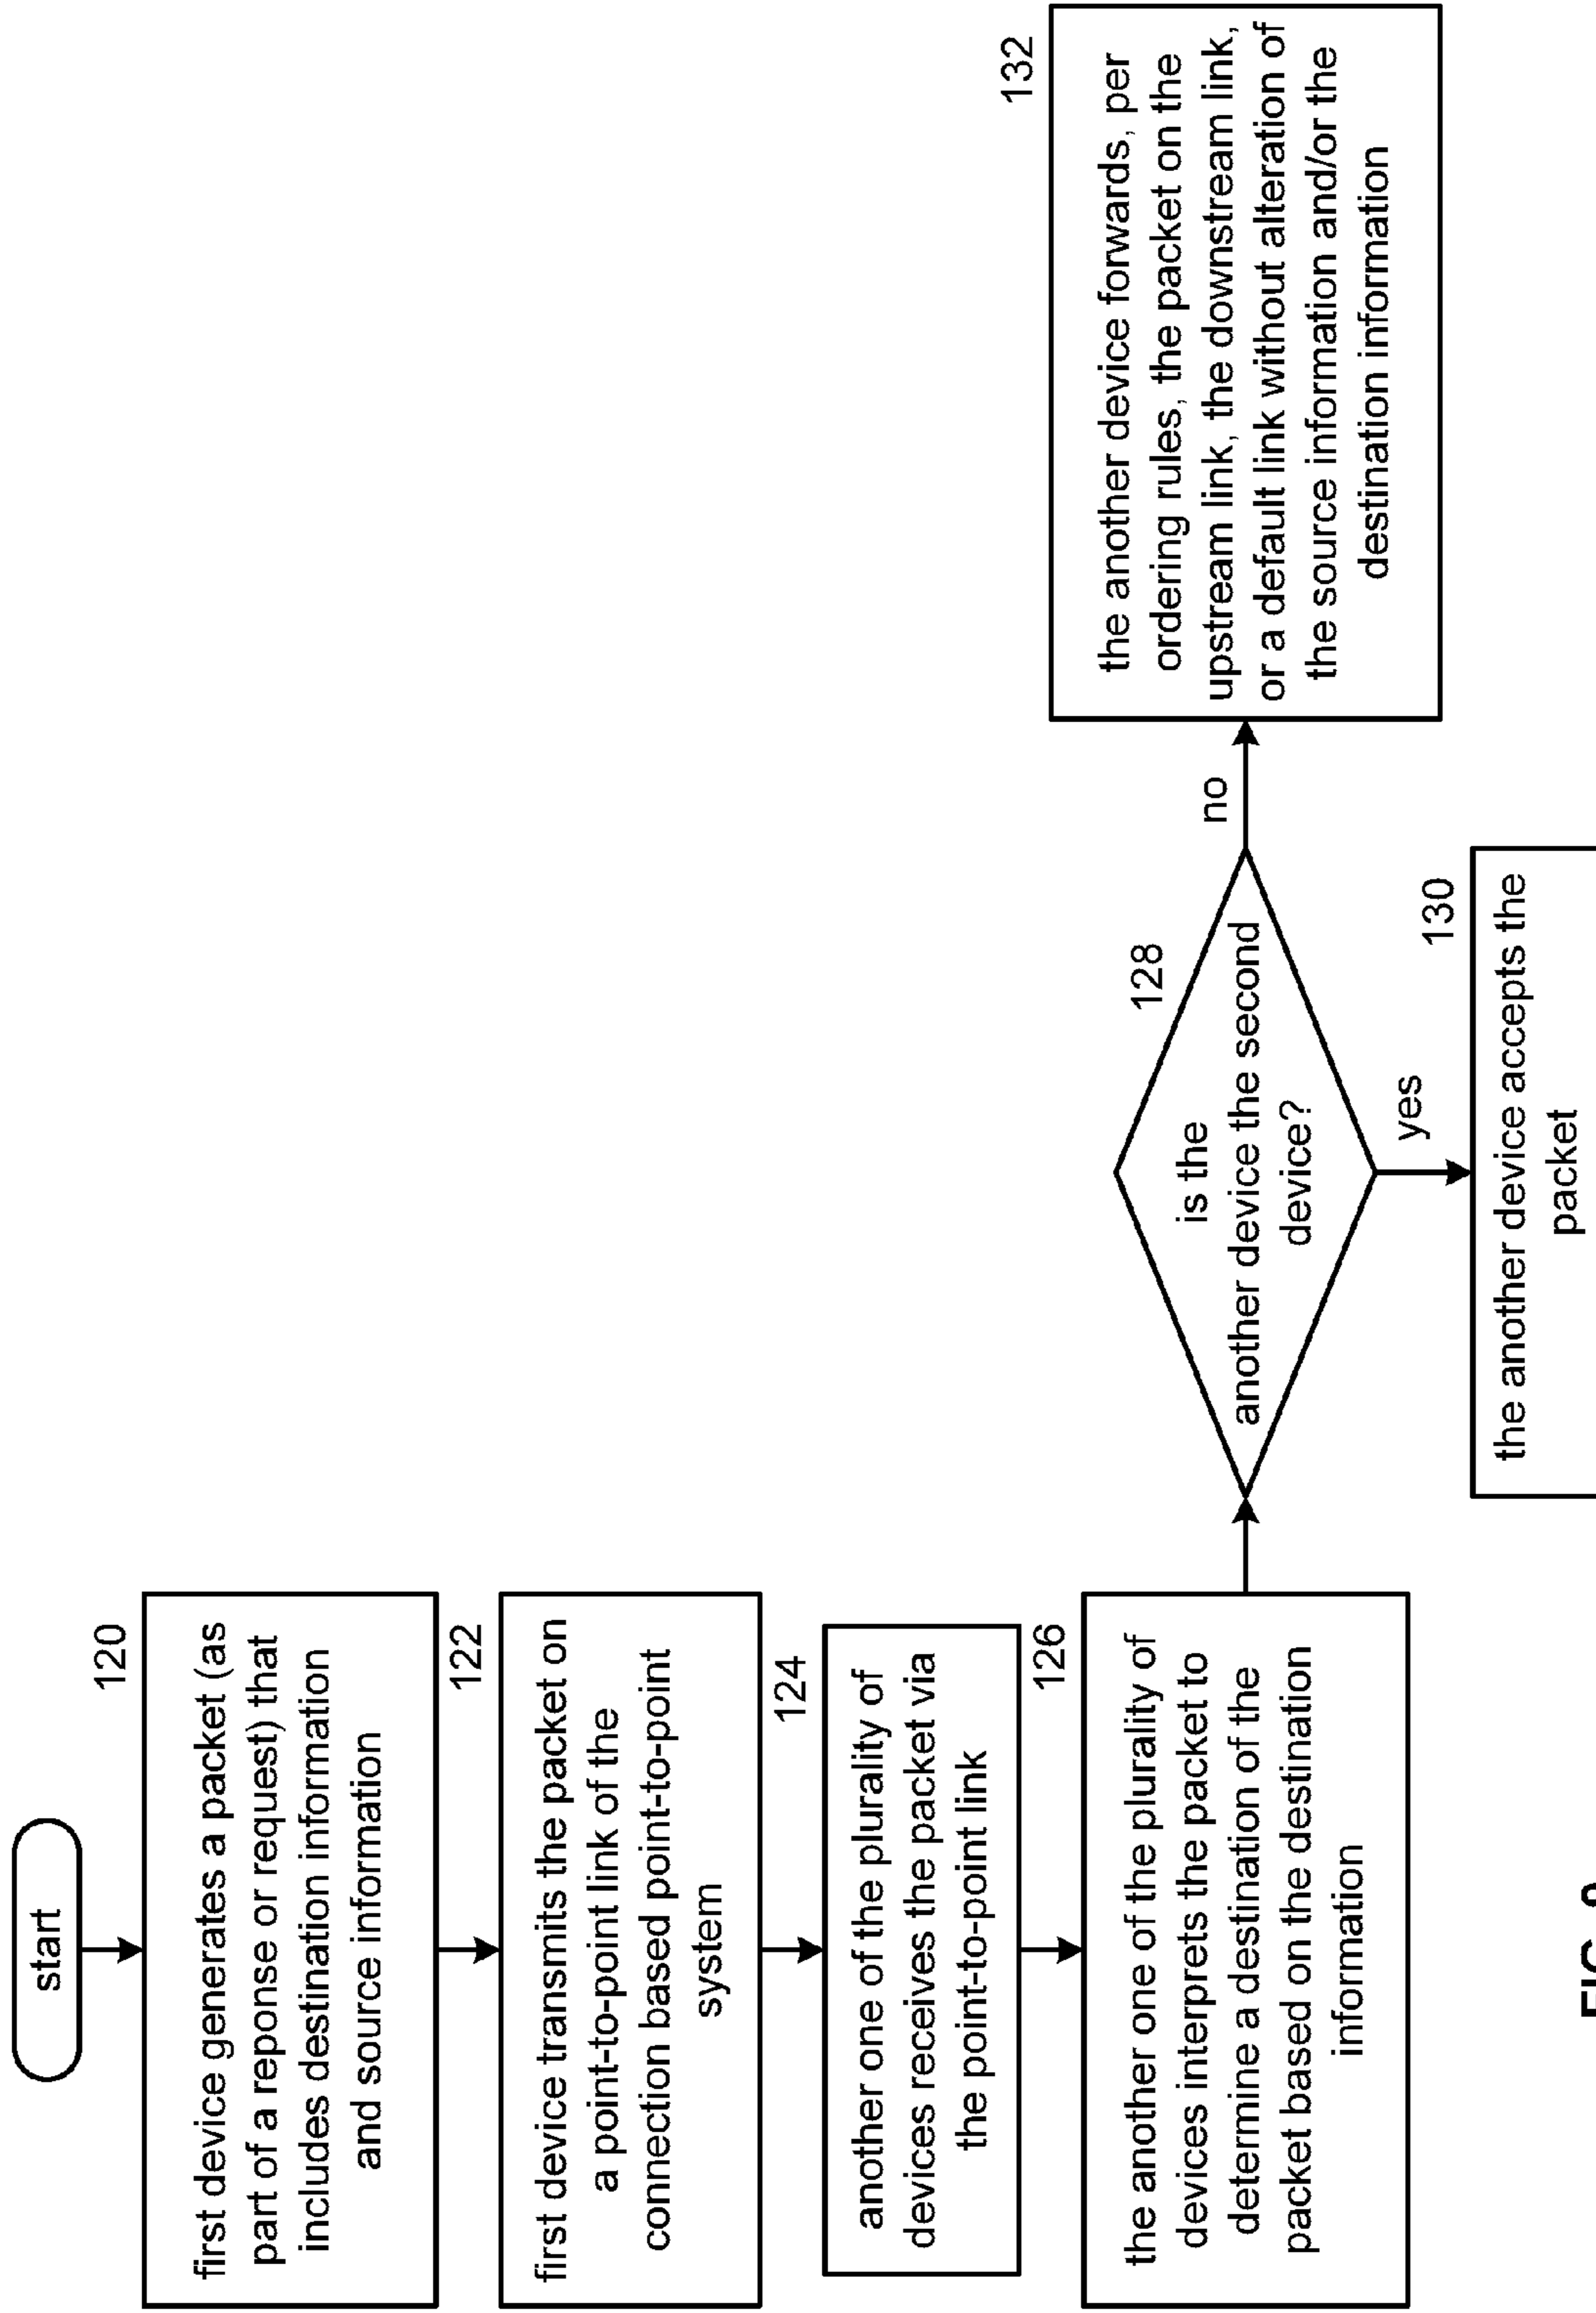 start
120
first device generates a packet (as
part of a reponse or request) that
includes destination information
and source information
122
first device transmits the packet on
a point-to-point link of the
connection based point-to-point
system
124
another one of the plurality of
devices receives the packet via
the point-to-point link
126
the another one of the plurality of
devices interprets the packet to
determine a destination of the
packet based on the destination
information
128
is the
another device the second
device?
yes
no
130
the another device accepts the
packet
132
the another device forwards, per
ordering rules, the packet on the
upstream link, the downstream link,
or a default link without alteration of
the source information and/or the
destination information
FIG.